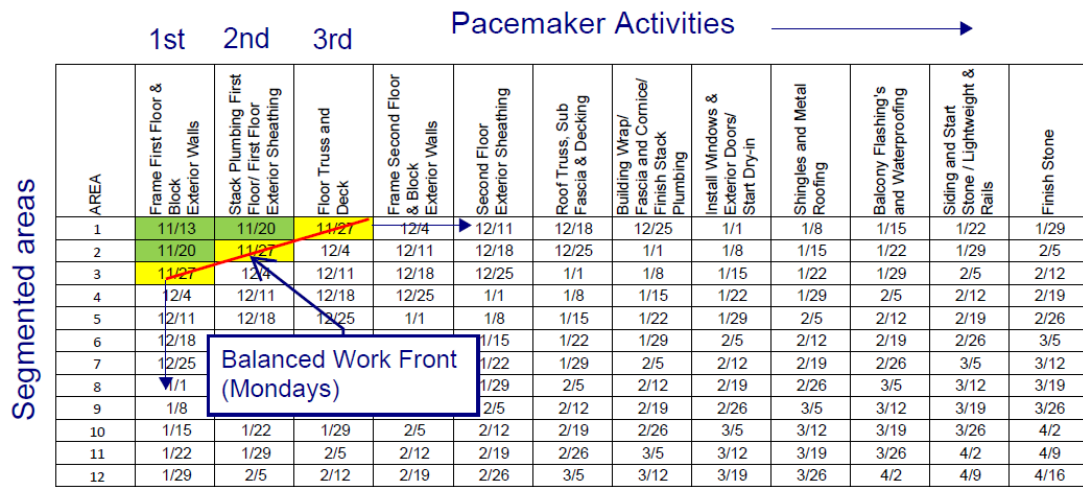 1st 2nd 3rd Pacemaker Activities
Segmented areas
AREA
Frame First Floor &
Block
Exterior Walls
Stack Plumbing First
Floor/ First Floor
Exterior Sheathing
Floor Truss and
Deck
Frame Second Floor
& Block
Exterior Walls
Second Floor
Exterior Sheathing
Roof Truss, Sub
Fascia & Decking
Building Wrap/
Fascia and Cornice/
Finish Stack
Plumbing
Install Windows &
Exterior Doors/
Start Dry-in
Shingles and Metal
Roofing
Balcony Flashing's
and Waterproofing
Siding and Start
Stone / Lightweight &
Rails
Finish Stone
1 11/13 11/20 11/27 12/4 12/11 12/18 12/25 1/1 1/8 1/15 1/22 1/29
2 11/20 11/27 12/4 12/11 12/18 12/25 1/1 1/8 1/15 1/22 1/29 2/5
3 11/27 12/4 12/11 12/18 12/25 1/1 1/8 1/15 1/22 1/29 2/5 2/12
4 12/4 12/11 12/18 12/25 1/1 1/8 1/15 1/22 1/29 2/5 2/12 2/19
5 12/11 12/18 12/25 1/1 1/8 1/15 1/22 1/29 2/5 2/12 2/19 2/26
6 12/18 1/15 1/22 1/29 2/5 2/12 2/19 2/26 3/5
7 12/25 1/22 1/29 2/5 2/12 2/19 2/26 3/5 3/12
8 1/1 1/29 2/5 2/12 2/19 2/26 3/5 3/12 3/19
9 1/8 2/5 2/12 2/19 2/26 3/5 3/12 3/19 3/26
Balanced Work Front
(Mondays)
10 1/15 1/22 1/29 2/5 2/12 2/19 2/26 3/5 3/12 3/19 3/26 4/2
11 1/22 1/29 2/5 2/12 2/19 2/26 3/5 3/12 3/19 3/26 4/2 4/9
12 1/29 2/5 2/12 2/19 2/26 3/5 3/12 3/19 3/26 4/2 4/9 4/16